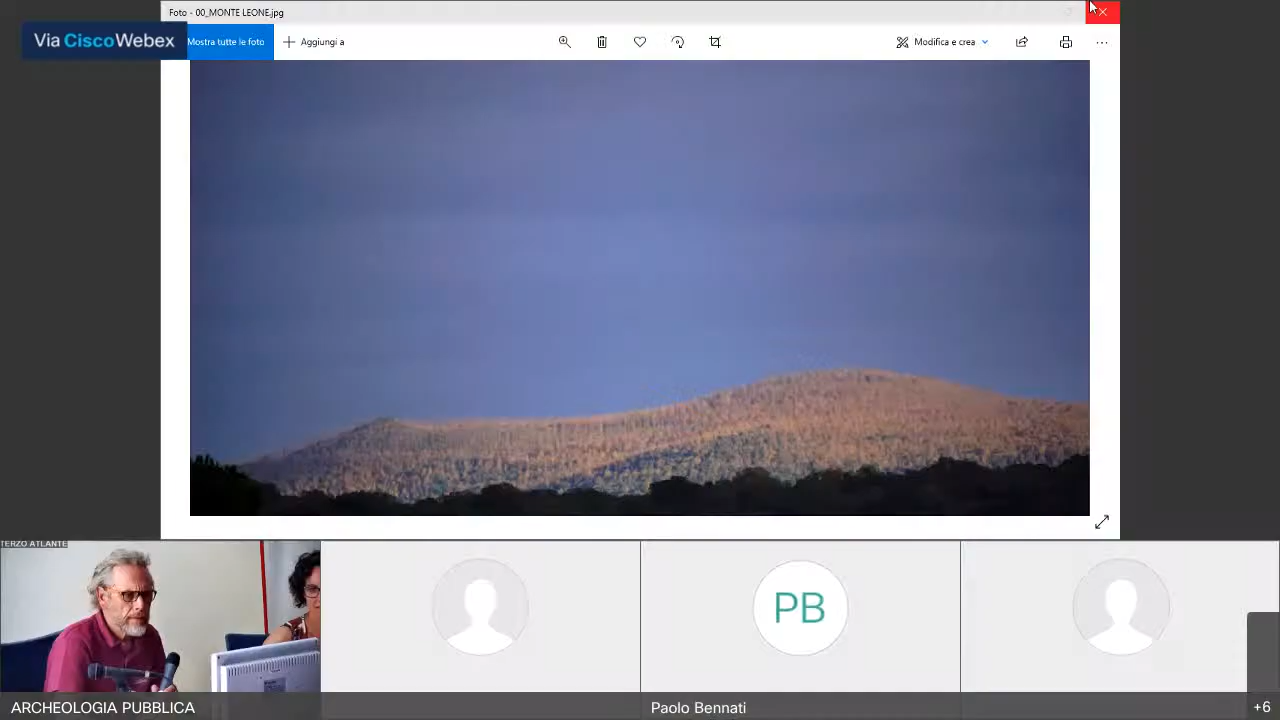 Foto - 00_MONTE LEONE.jpg
Via CiscoWebex
Mostra tutte le foto
Aggiungi a
Modifica e crea
TERZO ATLANTE
PB
ARCHEOLOGIA PUBBLICA
Paolo Bennati
+6